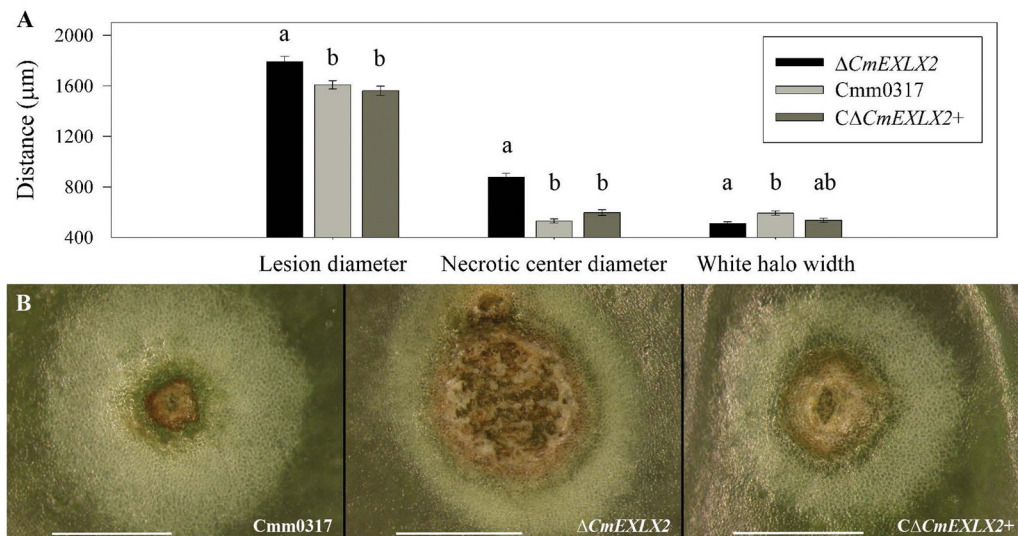 A
2000
1600
1200
800
400
Distance (µm)
a
b
b
a
b
b
a
b
ab
ΔCmEXLX2
Cmm0317
CΔCmEXLX2+
Lesion diameter
Necrotic center diameter
White halo width
B
Cmm0317
ΔCmEXLX2
CΔCmEXLX2+